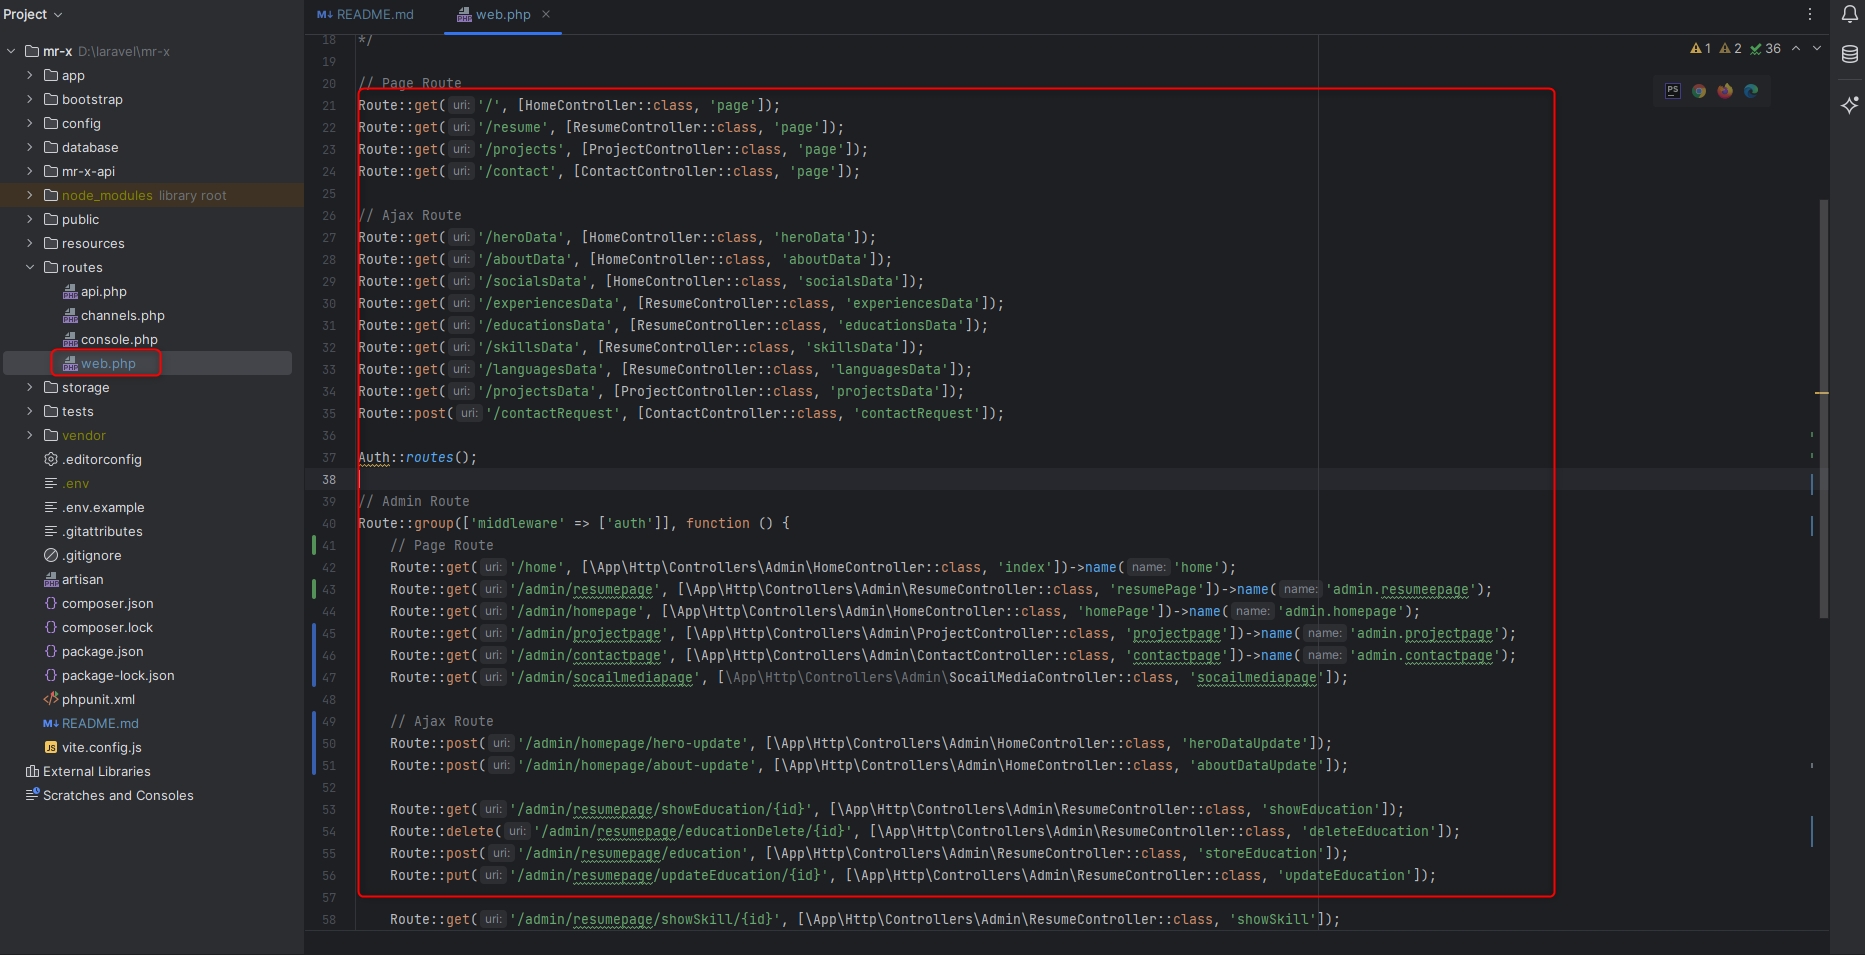 Project
README.md
web.php
mr-x D:\laravel\mr-x
app
bootstrap
config
database
mr-x-api
node_modules library root
public
resources
routes
api.php
channels.php
console.php
web.php
storage
tests
vendor
.editorconfig
.env
.env.example
.gitattributes
.gitignore
artisan
composer.json
composer.lock
package.json
package-lock.json
phpunit.xml
README.md
vite.config.js
External Libraries
Scratches and Consoles
1 2 36
18 */
19
20 // Page Route
21 Route::get( uri: '/', [HomeController::class, 'page']);
22 Route::get( uri: '/resume', [ResumeController::class, 'page']);
23 Route::get( uri: '/projects', [ProjectController::class, 'page']);
24 Route::get( uri: '/contact', [ContactController::class, 'page']);
25
26 // Ajax Route
27 Route::get( uri: '/heroData', [HomeController::class, 'heroData']);
28 Route::get( uri: '/aboutData', [HomeController::class, 'aboutData']);
29 Route::get( uri: '/socialsData', [HomeController::class, 'socialsData']);
30 Route::get( uri: '/experiencesData', [ResumeController::class, 'experiencesData']);
31 Route::get( uri: '/educationsData', [ResumeController::class, 'educationsData']);
32 Route::get( uri: '/skillsData', [ResumeController::class, 'skillsData']);
33 Route::get( uri: '/languagesData', [ResumeController::class, 'languagesData']);
34 Route::get( uri: '/projectsData', [ProjectController::class, 'projectsData']);
35 Route::post( uri: '/contactRequest', [ContactController::class, 'contactRequest']);
36
37 Auth::routes();
38
39 // Admin Route
40 Route::group(['middleware' => ['auth']], function () {
41 // Page Route
42 Route::get( uri: '/home', [\App\Http\Controllers\Admin\HomeController::class, 'index'])->name( name: 'home');
43 Route::get( uri: '/admin/resumepage', [\App\Http\Controllers\Admin\ResumeController::class, 'resumePage'])->name( name: 'admin.resumeepage');
44 Route::get( uri: '/admin/homepage', [\App\Http\Controllers\Admin\HomeController::class, 'homePage'])->name( name: 'admin.homepage');
45 Route::get( uri: '/admin/projectpage', [\App\Http\Controllers\Admin\ProjectController::class, 'projectpage'])->name( name: 'admin.projectpage');
46 Route::get( uri: '/admin/contactpage', [\App\Http\Controllers\Admin\ContactController::class, 'contactpage'])->name( name: 'admin.contactpage');
47 Route::get( uri: '/admin/socailmediapage', [\App\Http\Controllers\Admin\SocailMediaController::class, 'socailmediapage']);
48
49 // Ajax Route
50 Route::post( uri: '/admin/homepage/hero-update', [\App\Http\Controllers\Admin\HomeController::class, 'heroDataUpdate']);
51 Route::post( uri: '/admin/homepage/about-update', [\App\Http\Controllers\Admin\HomeController::class, 'aboutDataUpdate']);
52
53 Route::get( uri: '/admin/resumepage/showEducation/{id}', [\App\Http\Controllers\Admin\ResumeController::class, 'showEducation']);
54 Route::delete( uri: '/admin/resumepage/educationDelete/{id}', [\App\Http\Controllers\Admin\ResumeController::class, 'deleteEducation']);
55 Route::post( uri: '/admin/resumepage/education', [\App\Http\Controllers\Admin\ResumeController::class, 'storeEducation']);
56 Route::put( uri: '/admin/resumepage/updateEducation/{id}', [\App\Http\Controllers\Admin\ResumeController::class, 'updateEducation']);
57
58 Route::get( uri: '/admin/resumepage/showSkill/{id}', [\App\Http\Controllers\Admin\ResumeController::class, 'showSkill']);